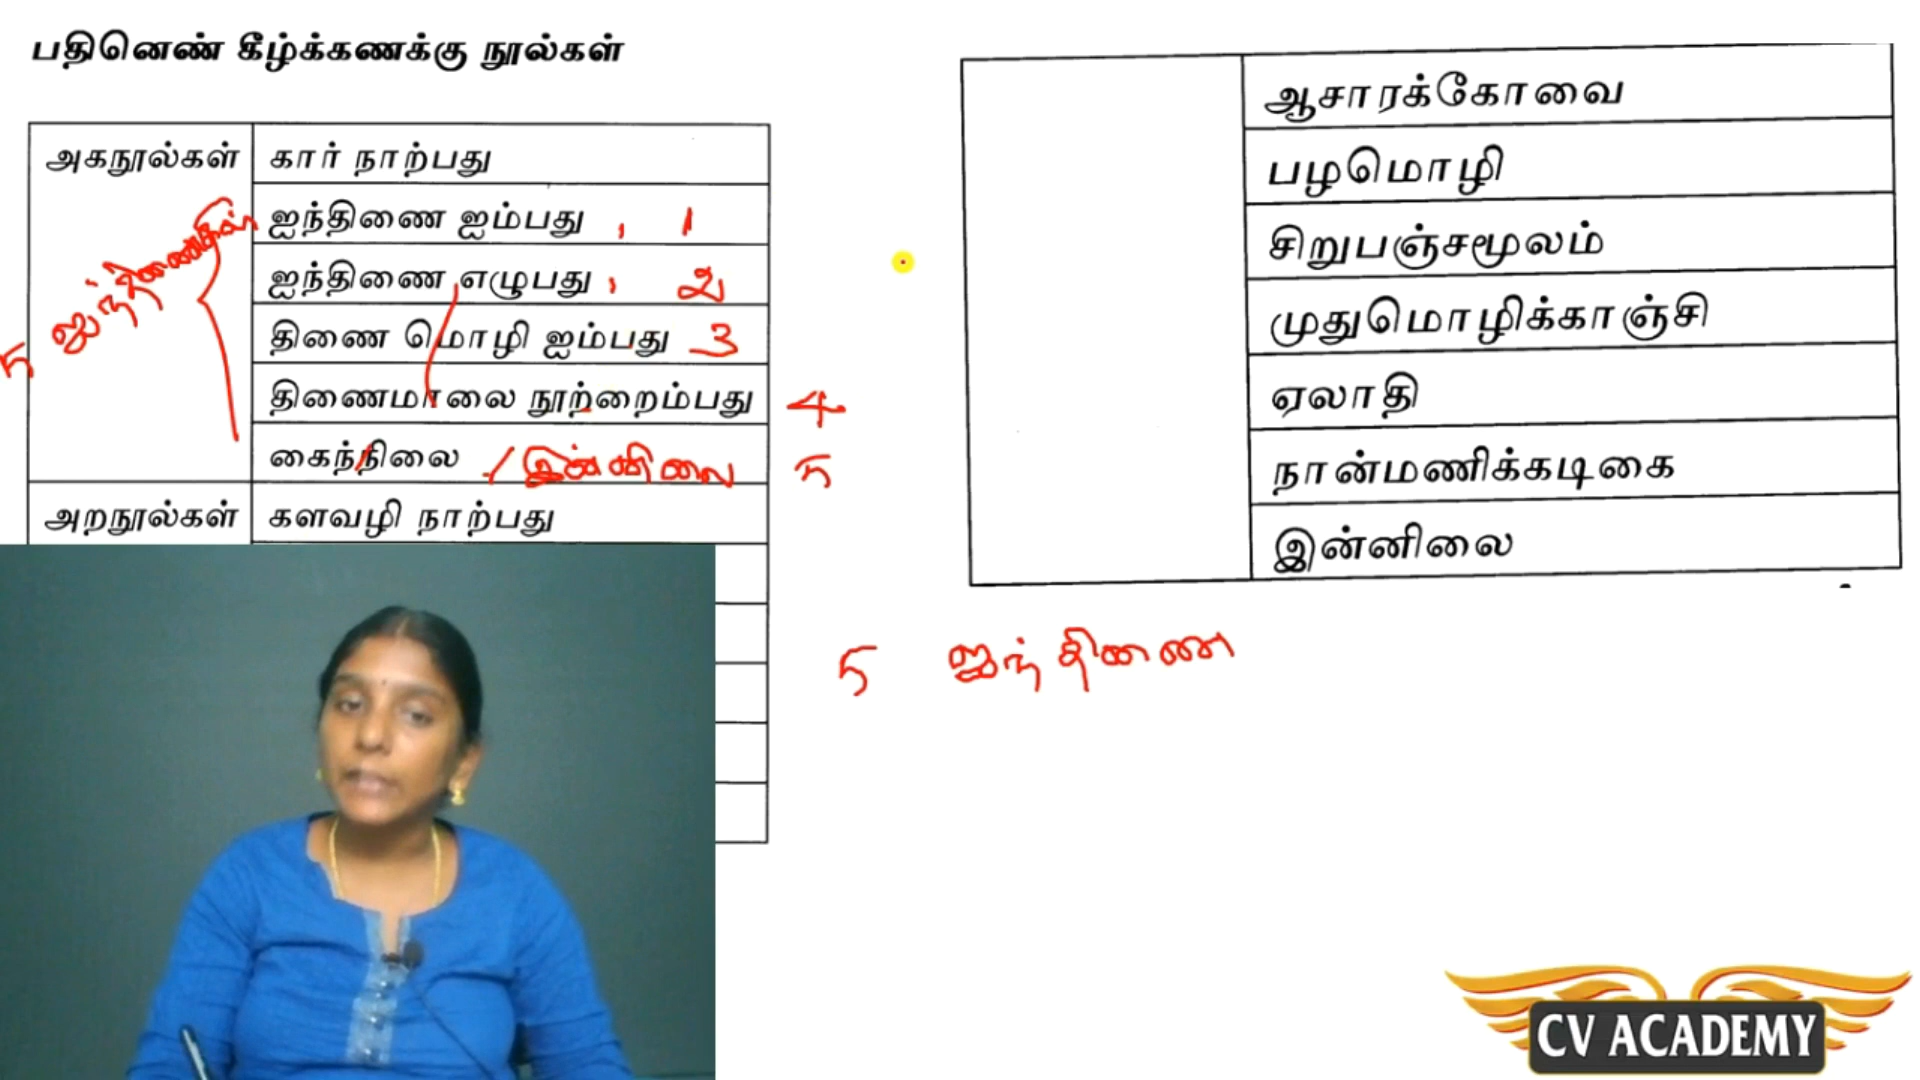 பதினெண் கீழ்க்கணக்கு நூல்கள்
அகநூல்கள் கார் நாற்பது
ஐந்திணை ஐம்பது , 1
ஐந்திணை எழுபது , 2
திணை மொழி ஐம்பது 3
திணைமாலை நூற்றைம்பது 4
கைந்நிலை / இன்னிலை 5
5 ஐந்திணையில்
அறநூல்கள் களவழி நாற்பது
ஆசாரக்கோவை
பழமொழி
சிறுபஞ்சமூலம்
முதுமொழிக்காஞ்சி
ஏலாதி
நான்மணிக்கடிகை
இன்னிலை
5 ஐந்திணை
CV ACADEMY